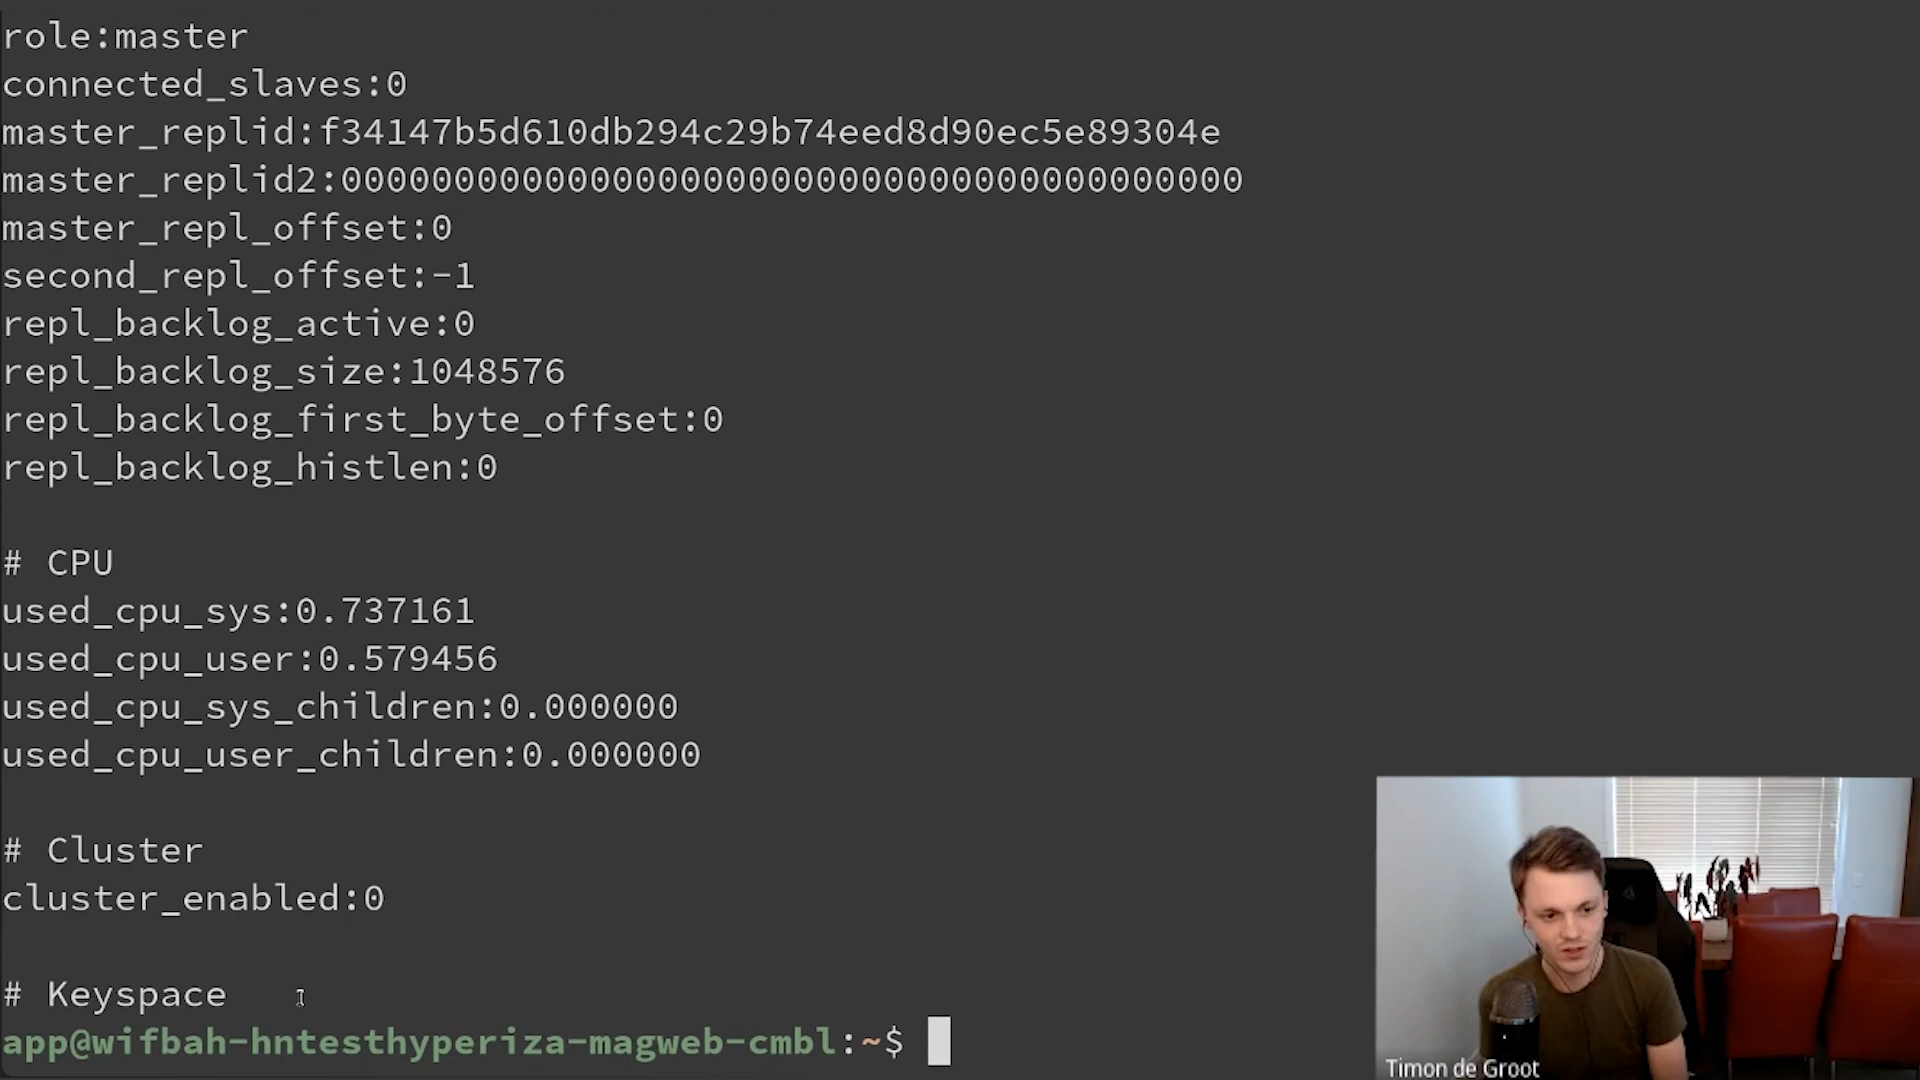 role:master
connected_slaves:0
master_replid:f34147b5d610db294c29b74eed8d90ec5e89304e
master_replid2:0000000000000000000000000000000000000000
master_repl_offset:0
second_repl_offset:-1
repl_backlog_active:0
repl_backlog_size:1048576
repl_backlog_first_byte_offset:0
repl_backlog_histlen:0
# CPU
used_cpu_sys:0.737161
used_cpu_user:0.579456
used_cpu_sys_children:0.000000
used_cpu_user_children:0.000000
# Cluster
cluster_enabled:0
# Keyspace
app@wifbah-hntesthyperiza-magweb-cmbl:~$
Timon de Groot